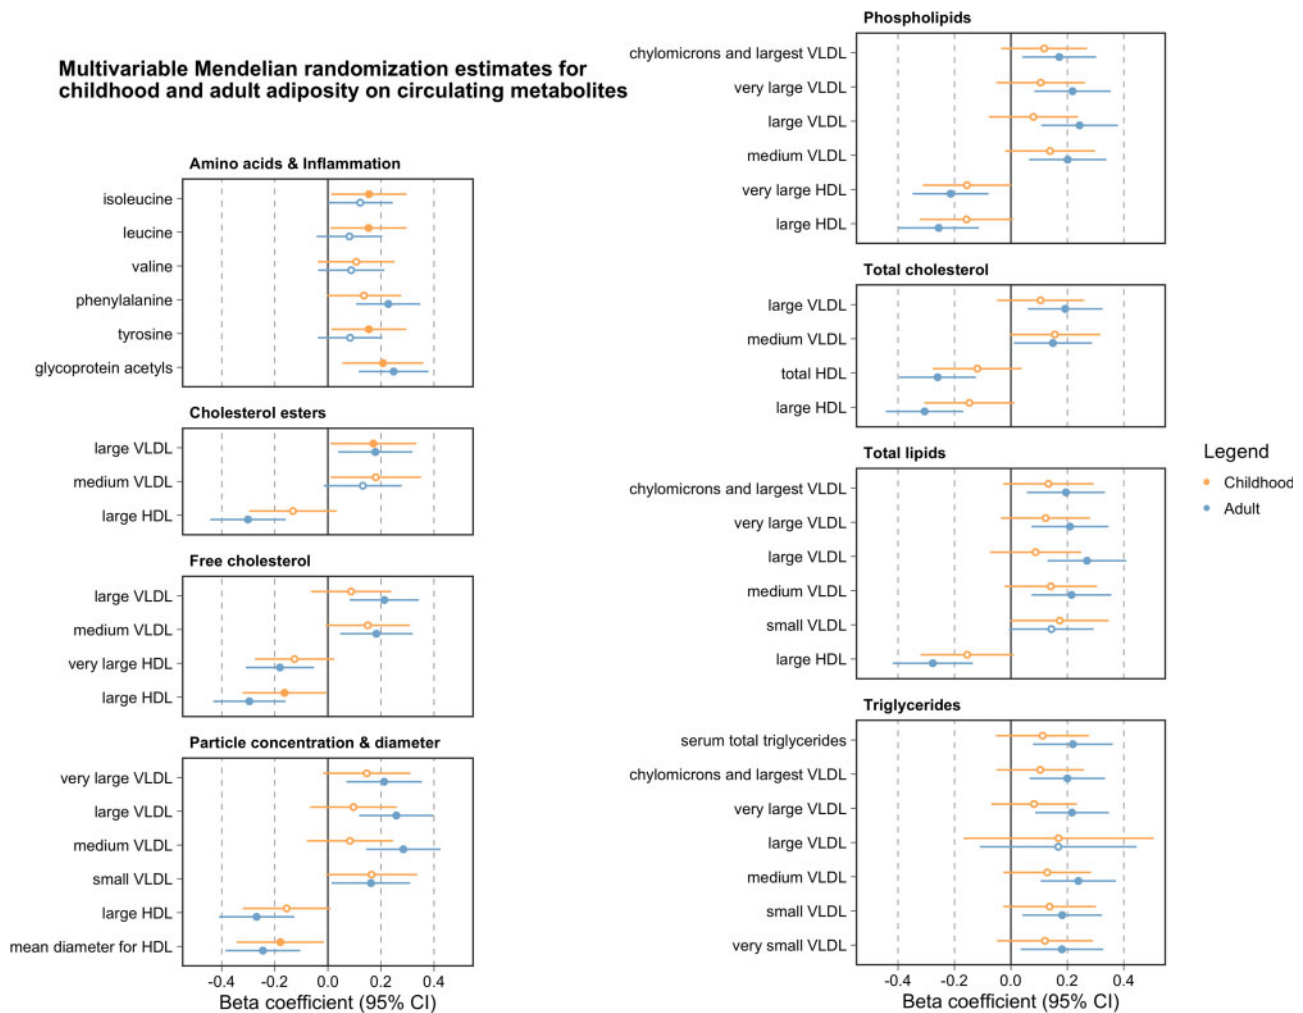 Multivariable Mendelian randomization estimates for
childhood and adult adiposity on circulating metabolites
Amino acids & Inflammation
isoleucine
leucine
valine
phenylalanine
tyrosine
glycoprotein acetyls
Cholesterol esters
large VLDL
medium VLDL
large HDL
Free cholesterol
large VLDL
medium VLDL
very large HDL
large HDL
Particle concentration & diameter
very large VLDL
large VLDL
medium VLDL
small VLDL
large HDL
mean diameter for HDL
-0.4 -0.2 0.0 0.2 0.4
Beta coefficient (95% CI)
Phospholipids
chylomicrons and largest VLDL
very large VLDL
large VLDL
medium VLDL
very large HDL
large HDL
Total cholesterol
large VLDL
medium VLDL
total HDL
large HDL
Total lipids
chylomicrons and largest VLDL
very large VLDL
large VLDL
medium VLDL
small VLDL
large HDL
Triglycerides
serum total triglycerides
chylomicrons and largest VLDL
very large VLDL
large VLDL
medium VLDL
small VLDL
very small VLDL
-0.4 -0.2 0.0 0.2 0.4
Beta coefficient (95% CI)
Legend
Childhood
Adult